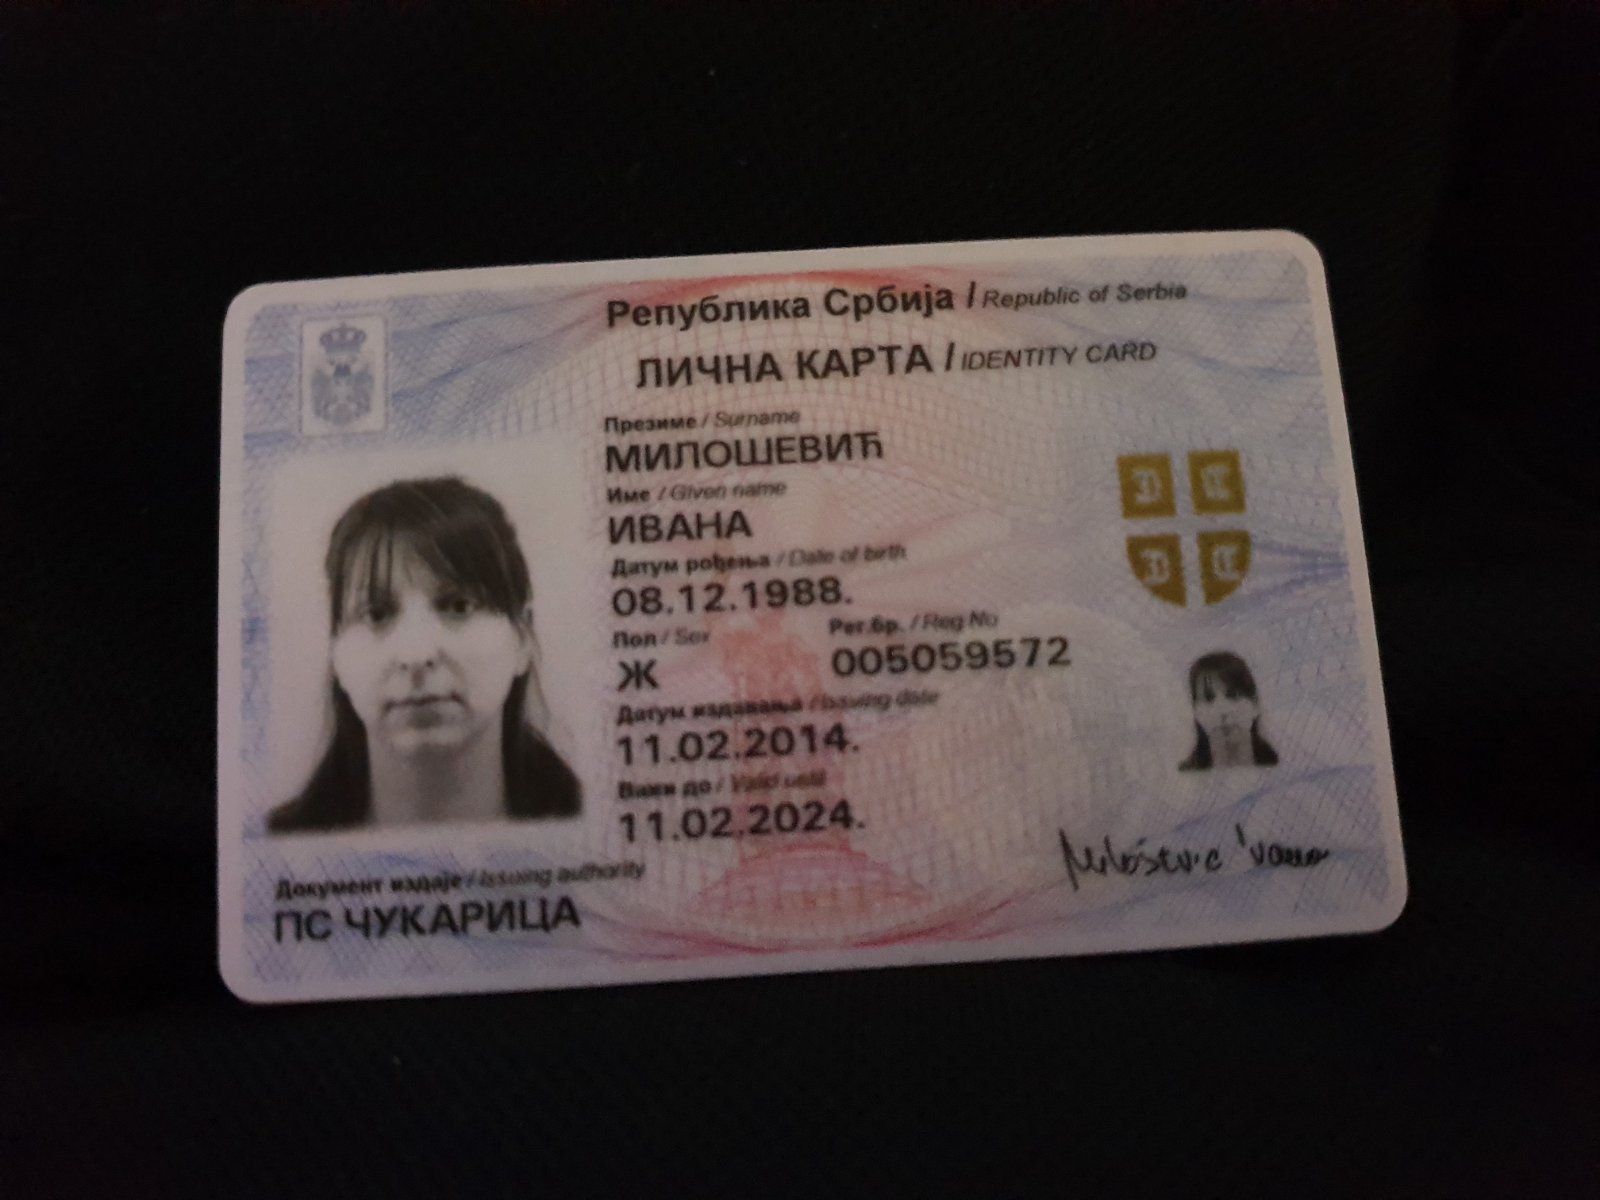 Република Србија / Republic of Serbia
ЛИЧНА КАРТА / IDENTITY CARD
Презиме / Surname
МИЛОШЕВИЋ
Име / Given name
ИВАНА
Датум рођења / Date of birth
08.12.1988.
Пол / Sex
Ж
Рег.бр. / Reg No
005059572
Датум издавања / Issuing date
11.02.2014.
Важи до / Valid until
11.02.2024.
Документ издаје / Issuing authority
ПС ЧУКАРИЦА